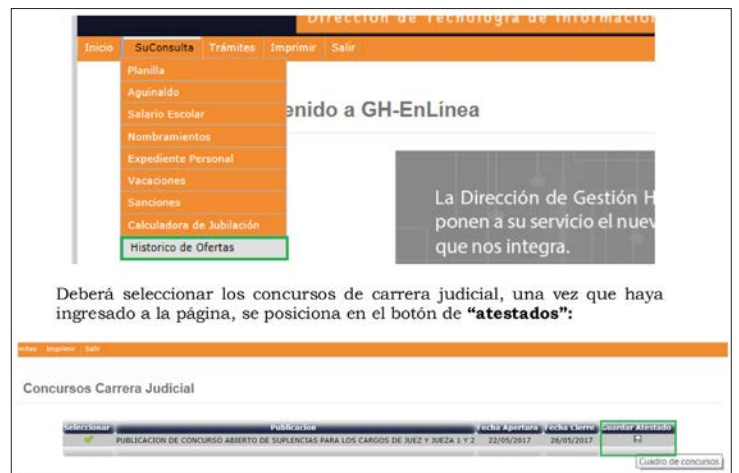 Dirección de Tecnología de Informació
Inicio SuConsulta Trámites Imprimir Salir
Planilla
Aguinaldo
Salario Escolar
enido a GH-EnLínea
Nombramientos
Expediente Personal
Vacaciones
Sanciones
Calculadora de Jubilación
Historico de Ofertas
La Dirección de Gestión H
ponen a su servicio el nuev
que nos integra.
Deberá seleccionar los concursos de carrera judicial, una vez que haya
ingresado a la página, se posiciona en el botón de “atestados”:
mites Imprimir Salir
Concursos Carrera Judicial
Seleccionar Publicacion Fecha Apertura Fecha Cierre Guardar Atestado
PUBLICACION DE CONCURSO ABIERTO DE SUPLENCIAS PARA LOS CARGOS DE JUEZ Y JUEZA 1 Y 2 22/05/2017 26/05/2017
Cuadro de concursos